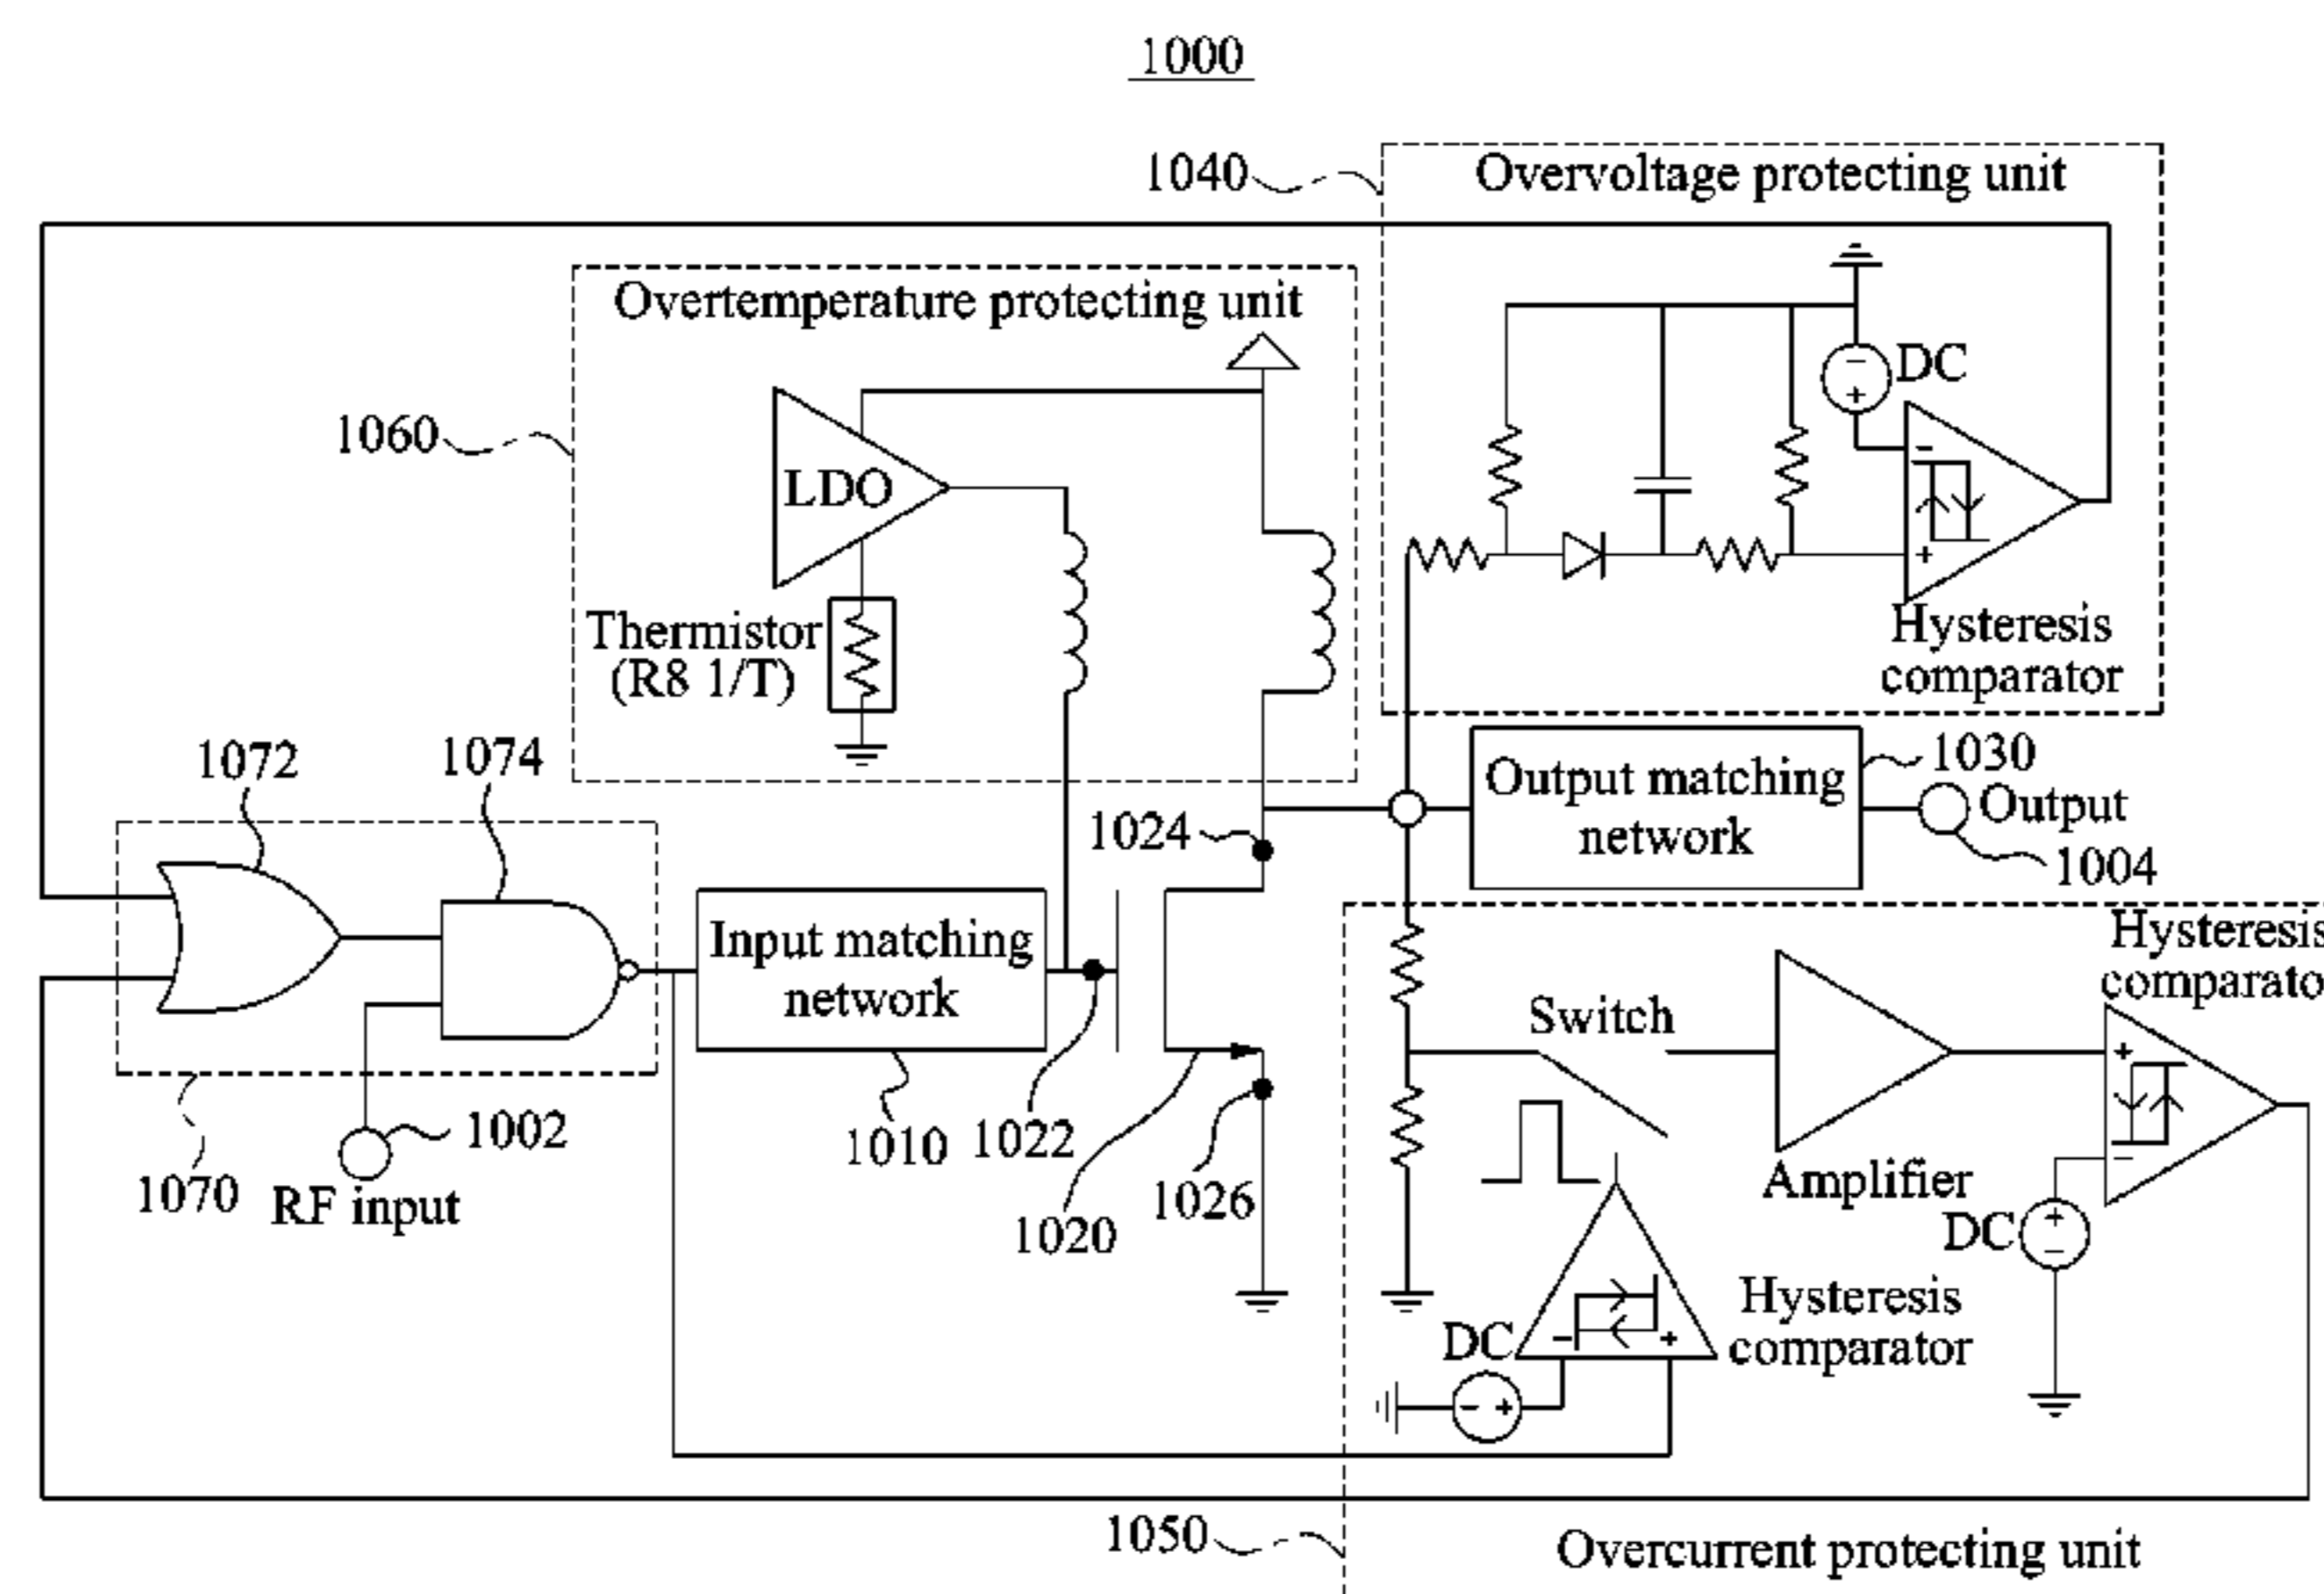 1000
1040
Overvoltage protecting unit
Overtemperature protecting unit
DC
1060
LDO
-
+
Thermistor
(R8 1/T)
Hysteresis
comparator
1072
1074
1024
Output matching
network
1030
Output
1004
Input matching
network
Hysteresis
comparato
Switch
1002
RF input
1070
1010
1022
1020
1026
Amplifier
DC
Hysteresis
comparator
DC
1050
Overcurrent protecting unit